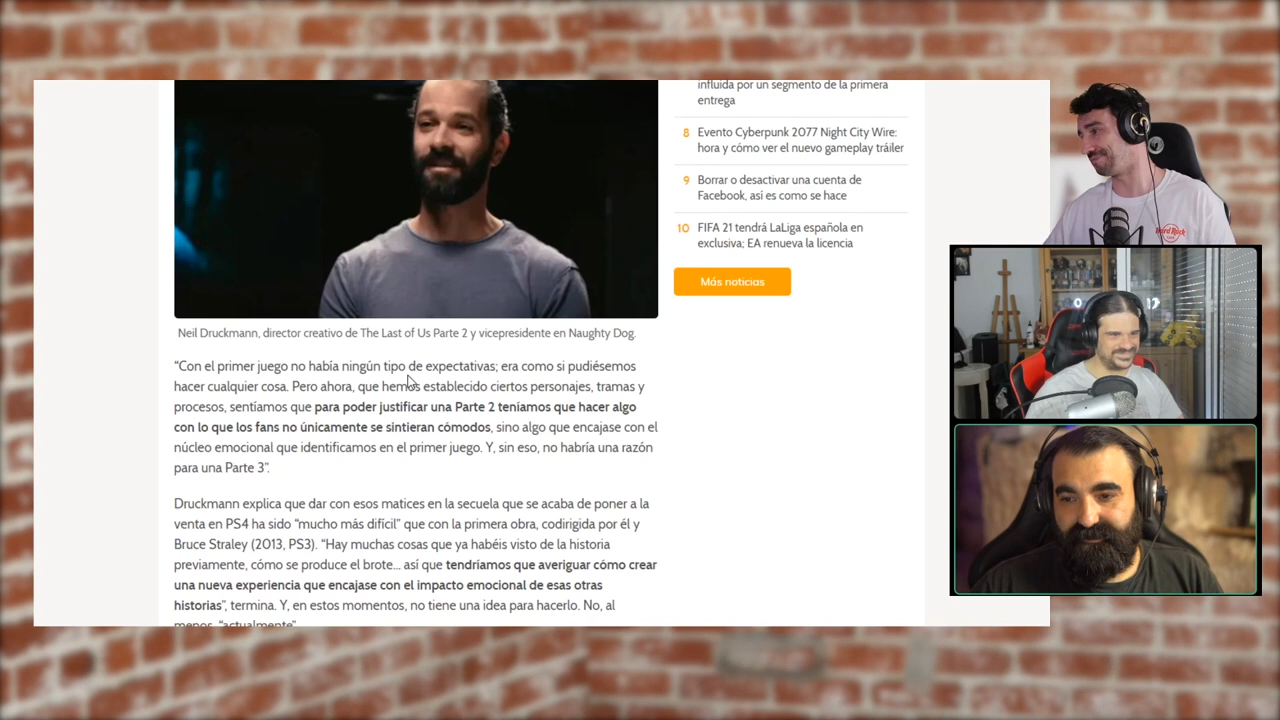 influida por un segmento de la primera
entrega
8 Evento Cyberpunk 2077 Night City Wire:
hora y cómo ver el nuevo gameplay tráiler
9 Borrar o desactivar una cuenta de
Facebook, así es como se hace
10 FIFA 21 tendrá LaLiga española en
exclusiva; EA renueva la licencia
Más noticias
Neil Druckmann, director creativo de The Last of Us Parte 2 y vicepresidente en Naughty Dog.
“Con el primer juego no había ningún tipo de expectativas; era como si pudiésemos
hacer cualquier cosa. Pero ahora, que hemos establecido ciertos personajes, tramas y
procesos, sentíamos que para poder justificar una Parte 2 teníamos que hacer algo
con lo que los fans no únicamente se sintieran cómodos, sino algo que encajase con el
núcleo emocional que identificamos en el primer juego. Y, sin eso, no habría una razón
para una Parte 3”.
Druckmann explica que dar con esos matices en la secuela que se acaba de poner a la
venta en PS4 ha sido “mucho más difícil” que con la primera obra, codirigida por él y
Bruce Straley (2013, PS3). “Hay muchas cosas que ya habéis visto de la historia
previamente, cómo se produce el brote... así que tendríamos que averiguar cómo crear
una nueva experiencia que encajase con el impacto emocional de esas otras
historias”, termina. Y, en estos momentos, no tiene una idea para hacerlo. No, al
menos, “actualmente”
Hard Rock